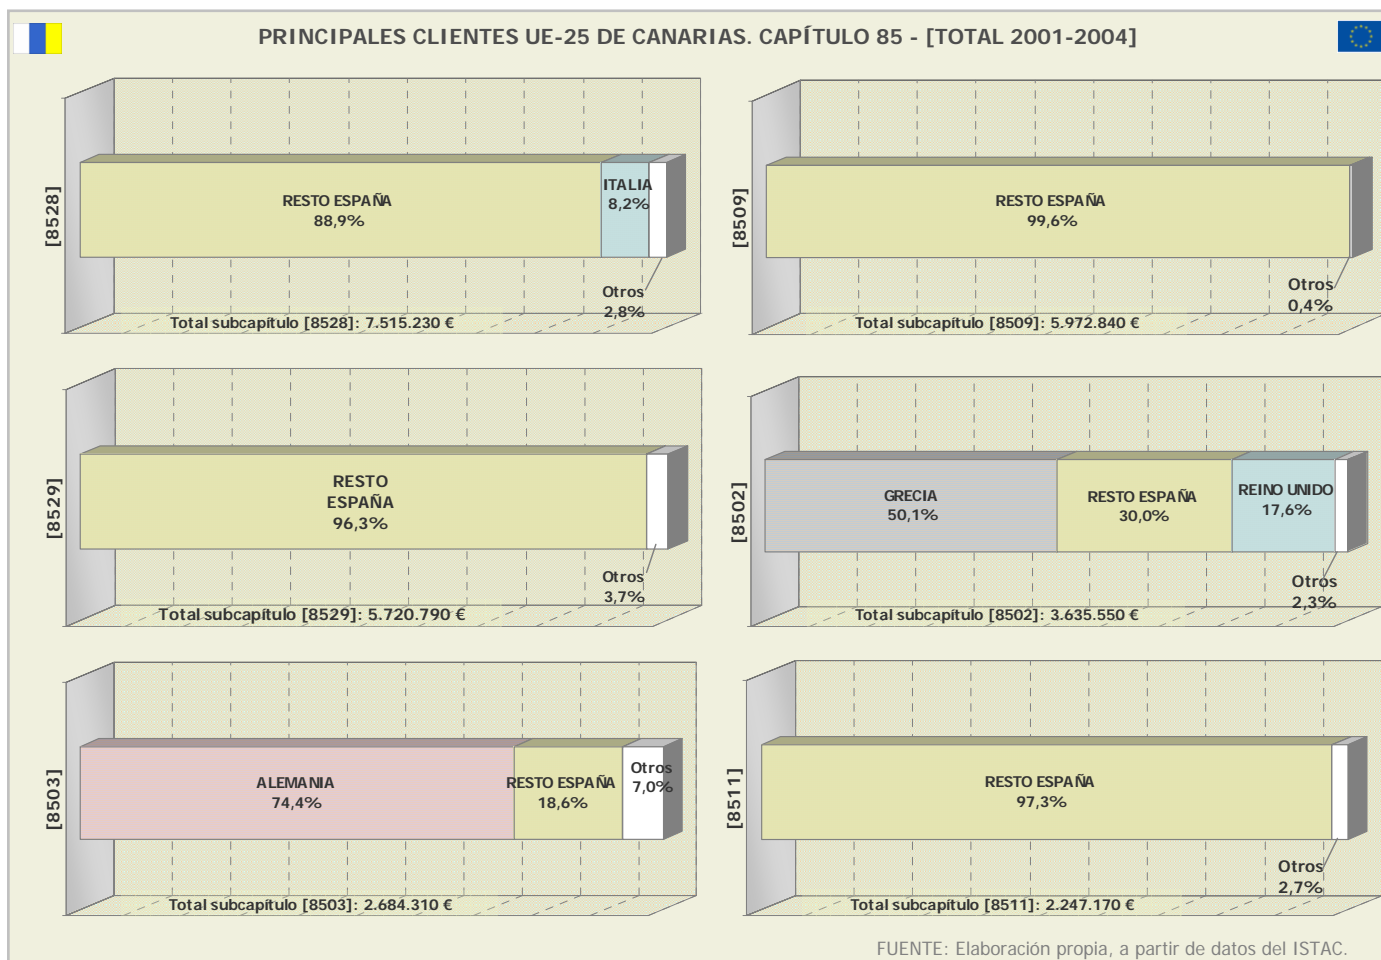 PRINCIPALES CLIENTES UE-25 DE CANARIAS. CAPÍTULO 85 - [TOTAL 2001-2004]
[8528]
RESTO ESPAÑA
88,9%
ITALIA
8,2%
Otros
2,8%
Total subcapítulo [8528]: 7.515.230 €
[8509]
RESTO ESPAÑA
99,6%
Otros
0,4%
Total subcapítulo [8509]: 5.972.840 €
[8529]
RESTO
ESPAÑA
96,3%
Otros
3,7%
Total subcapítulo [8529]: 5.720.790 €
[8502]
GRECIA
50,1%
RESTO ESPAÑA
30,0%
REINO UNIDO
17,6%
Otros
2,3%
Total subcapítulo [8502]: 3.635.550 €
[8503]
ALEMANIA
74,4%
RESTO ESPAÑA
18,6%
Otros
7,0%
Total subcapítulo [8503]: 2.684.310 €
[8511]
RESTO ESPAÑA
97,3%
Otros
2,7%
Total subcapítulo [8511]: 2.247.170 €
FUENTE: Elaboración propia, a partir de datos del ISTAC.